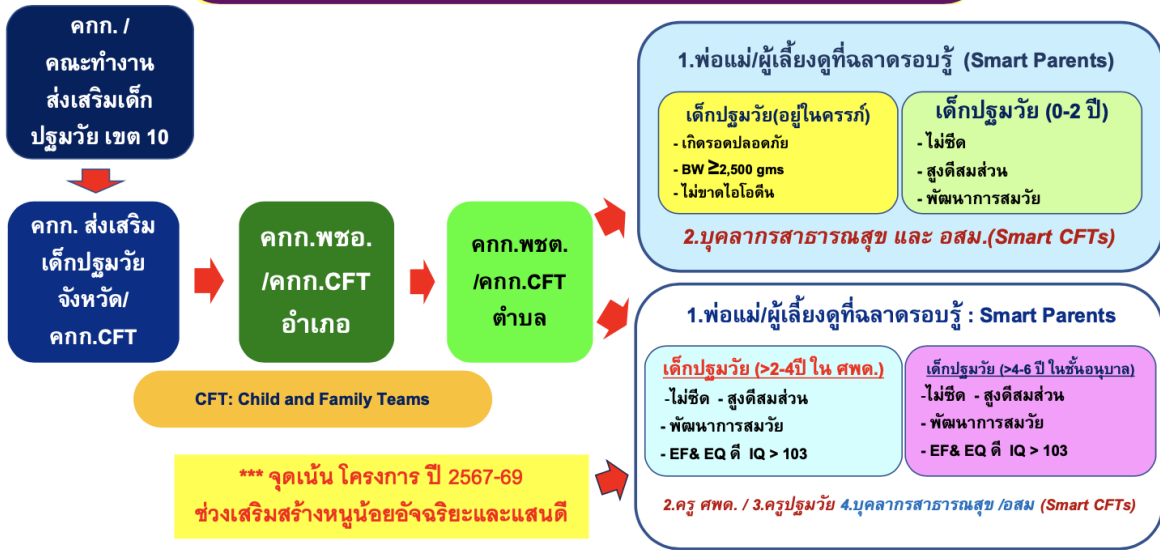 คกก. /
คณะทำงาน
ส่งเสริมเด็ก
ปฐมวัย เขต 10
คกก. ส่งเสริม
เด็กปฐมวัย
จังหวัด/
คกก.CFT
คกก.พชอ.
/คกก.CFT
อำเภอ
คกก.พชต.
/คกก.CFT
ตำบล
CFT: Child and Family Teams
*** จุดเน้น โครงการ ปี 2567-69
ช่วงเสริมสร้างหนูน้อยอัจฉริยะและแสนดี
1.พ่อแม่/ผู้เลี้ยงดูที่ฉลาดรอบรู้ (Smart Parents)
เด็กปฐมวัย(อยู่ในครรภ์)
- เกิดรอดปลอดภัย
- BW ≥2,500 gms
- ไม่ขาดไอโอดีน
เด็กปฐมวัย (0-2 ปี)
- ไม่ซีด
- สูงดีสมส่วน
- พัฒนาการสมวัย
2.บุคลากรสาธารณสุข และ อสม.(Smart CFTs)
1.พ่อแม่/ผู้เลี้ยงดูที่ฉลาดรอบรู้ : Smart Parents
เด็กปฐมวัย (>2-4ปี ใน ศพด.)
-ไม่ซีด - สูงดีสมส่วน
- พัฒนาการสมวัย
- EF& EQ ดี IQ > 103
เด็กปฐมวัย (>4-6 ปี ในชั้นอนุบาล)
-ไม่ซีด - สูงดีสมส่วน
- พัฒนาการสมวัย
- EF& EQ ดี IQ > 103
2.ครู ศพด. / 3.ครูปฐมวัย 4.บุคลากรสาธารณสุข /อสม (Smart CFTs)